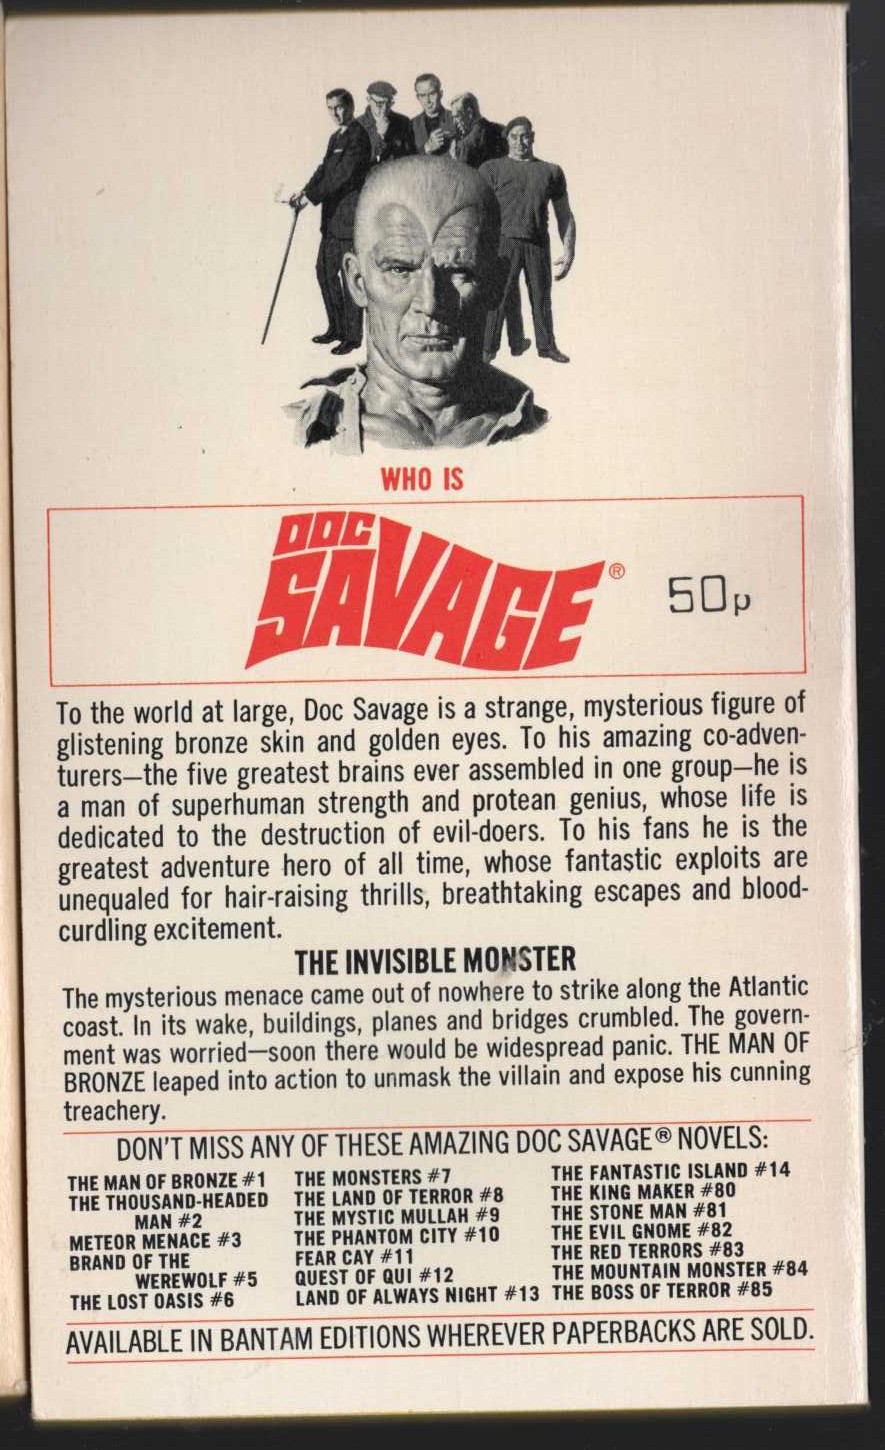 WHO IS
DOC
SAVAGE®
50p
To the world at large, Doc Savage is a strange, mysterious figure of
glistening bronze skin and golden eyes. To his amazing co-adven-
turers—the five greatest brains ever assembled in one group—he is
a man of superhuman strength and protean genius, whose life is
dedicated to the destruction of evil-doers. To his fans he is the
greatest adventure hero of all time, whose fantastic exploits are
unequaled for hair-raising thrills, breathtaking escapes and blood-
curdling excitement.
THE INVISIBLE MONSTER
The mysterious menace came out of nowhere to strike along the Atlantic
coast. In its wake, buildings, planes and bridges crumbled. The govern-
ment was worried—soon there would be widespread panic. THE MAN OF
BRONZE leaped into action to unmask the villain and expose his cunning
treachery.
DON'T MISS ANY OF THESE AMAZING DOC SAVAGE® NOVELS:
THE MAN OF BRONZE #1
THE THOUSAND-HEADED
MAN #2
METEOR MENACE #3
BRAND OF THE
WEREWOLF #5
THE LOST OASIS #6
THE MONSTERS #7
THE LAND OF TERROR #8
THE MYSTIC MULLAH #9
THE PHANTOM CITY #10
FEAR CAY #11
QUEST OF QUI #12
LAND OF ALWAYS NIGHT #13
THE FANTASTIC ISLAND #14
THE KING MAKER #80
THE STONE MAN #81
THE EVIL GNOME #82
THE RED TERRORS #83
THE MOUNTAIN MONSTER #84
THE BOSS OF TERROR #85
AVAILABLE IN BANTAM EDITIONS WHEREVER PAPERBACKS ARE SOLD.